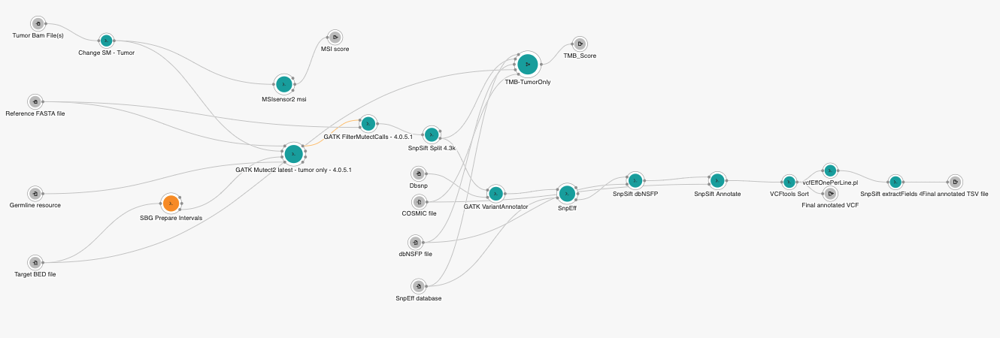 Tumor Bam File(s)
Change SM - Tumor
MSI score
TMB_Score
TMB-TumorOnly
MSIsensor2 msi
Reference FASTA file
GATK FilterMutectCalls - 4.0.5.1
SnpSift Split 4.3k
GATK Mutect2 latest - tumor only - 4.0.5.1
Dbsnp
Germline resource
SBG Prepare Intervals
COSMIC file
GATK VariantAnnotator
SnpEff
SnpSift dbNSFP
SnpSift Annotate
VCFtools Sort
vcfEffOnePerLine.pl
Final annotated VCF
SnpSift extractFields 4
Final annotated TSV file
dbNSFP file
Target BED file
SnpEff database